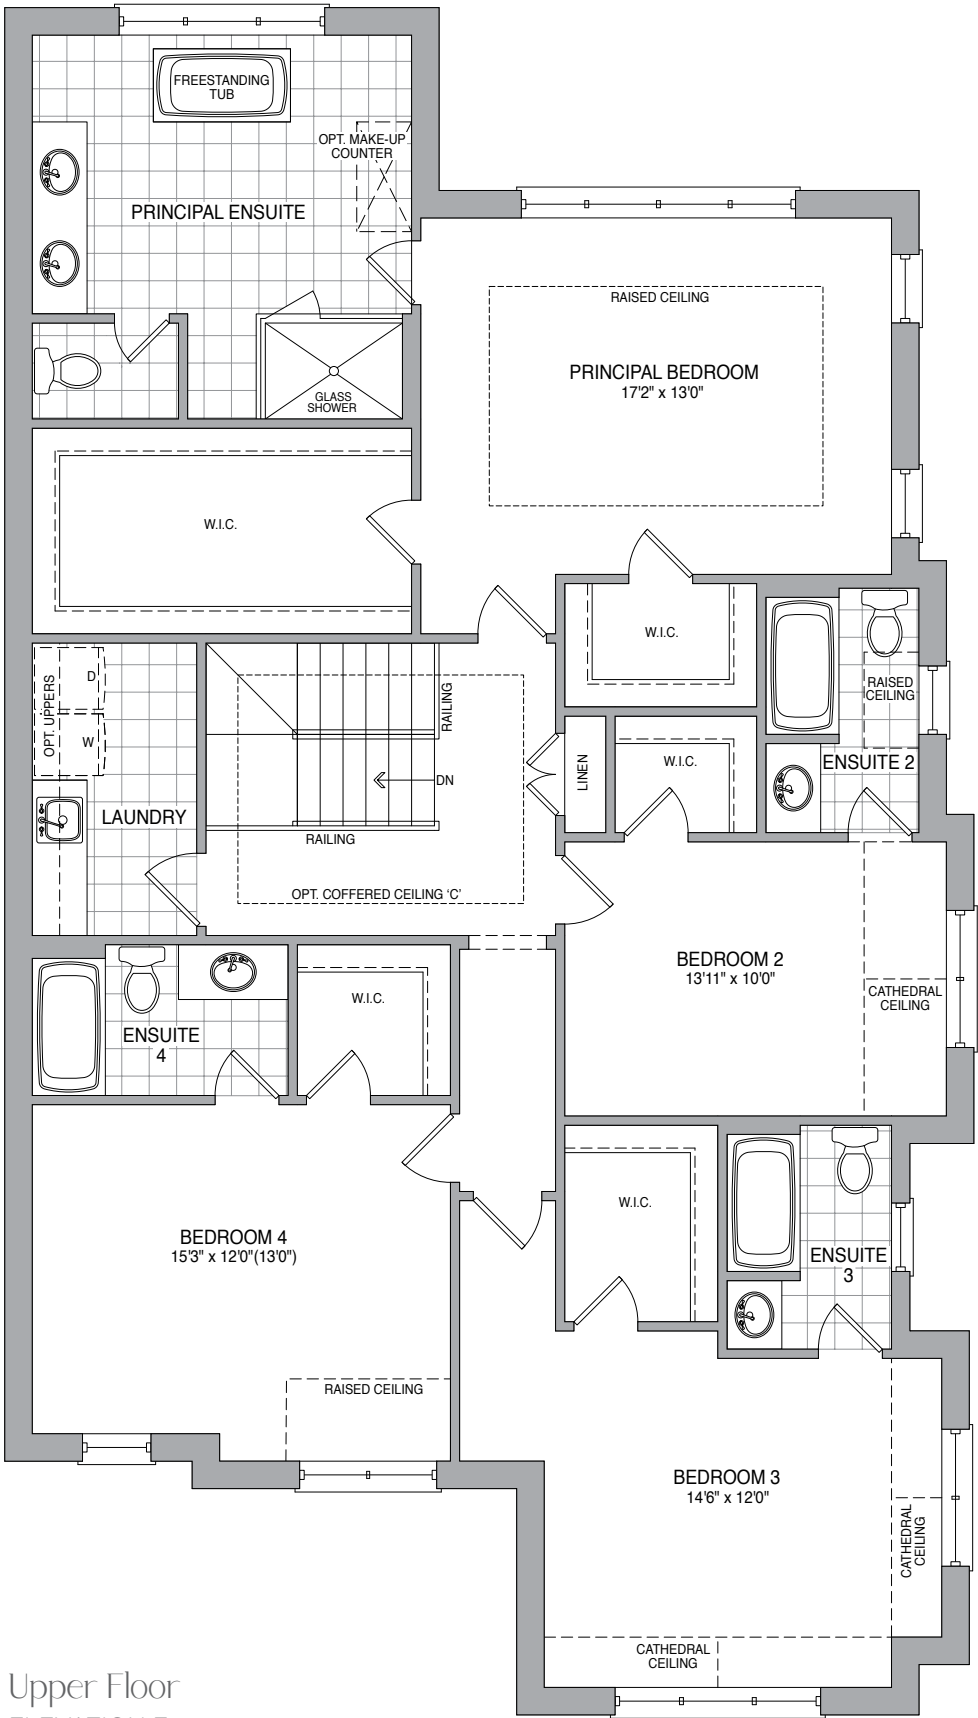 FREESTANDING
TUB
OPT. MAKE-UP
COUNTER
PRINCIPAL ENSUITE
RAISED CEILING
PRINCIPAL BEDROOM
17'2" x 13'0"
GLASS
SHOWER
W.I.C.
W.I.C.
D
OPT. UPPERS
W
RAILING
RAISED
CEILING
DN
LINEN
W.I.C.
ENSUITE 2
LAUNDRY
RAILING
OPT. COFFERED CEILING 'C'
BEDROOM 2
13'11" x 10'0"
CATHEDRAL
CEILING
W.I.C.
ENSUITE
4
W.I.C.
BEDROOM 4
15'3" x 12'0"(13'0")
ENSUITE
3
RAISED CEILING
BEDROOM 3
14'6" x 12'0"
CATHEDRAL
CEILING
CATHEDRAL
CEILING
Upper Floor